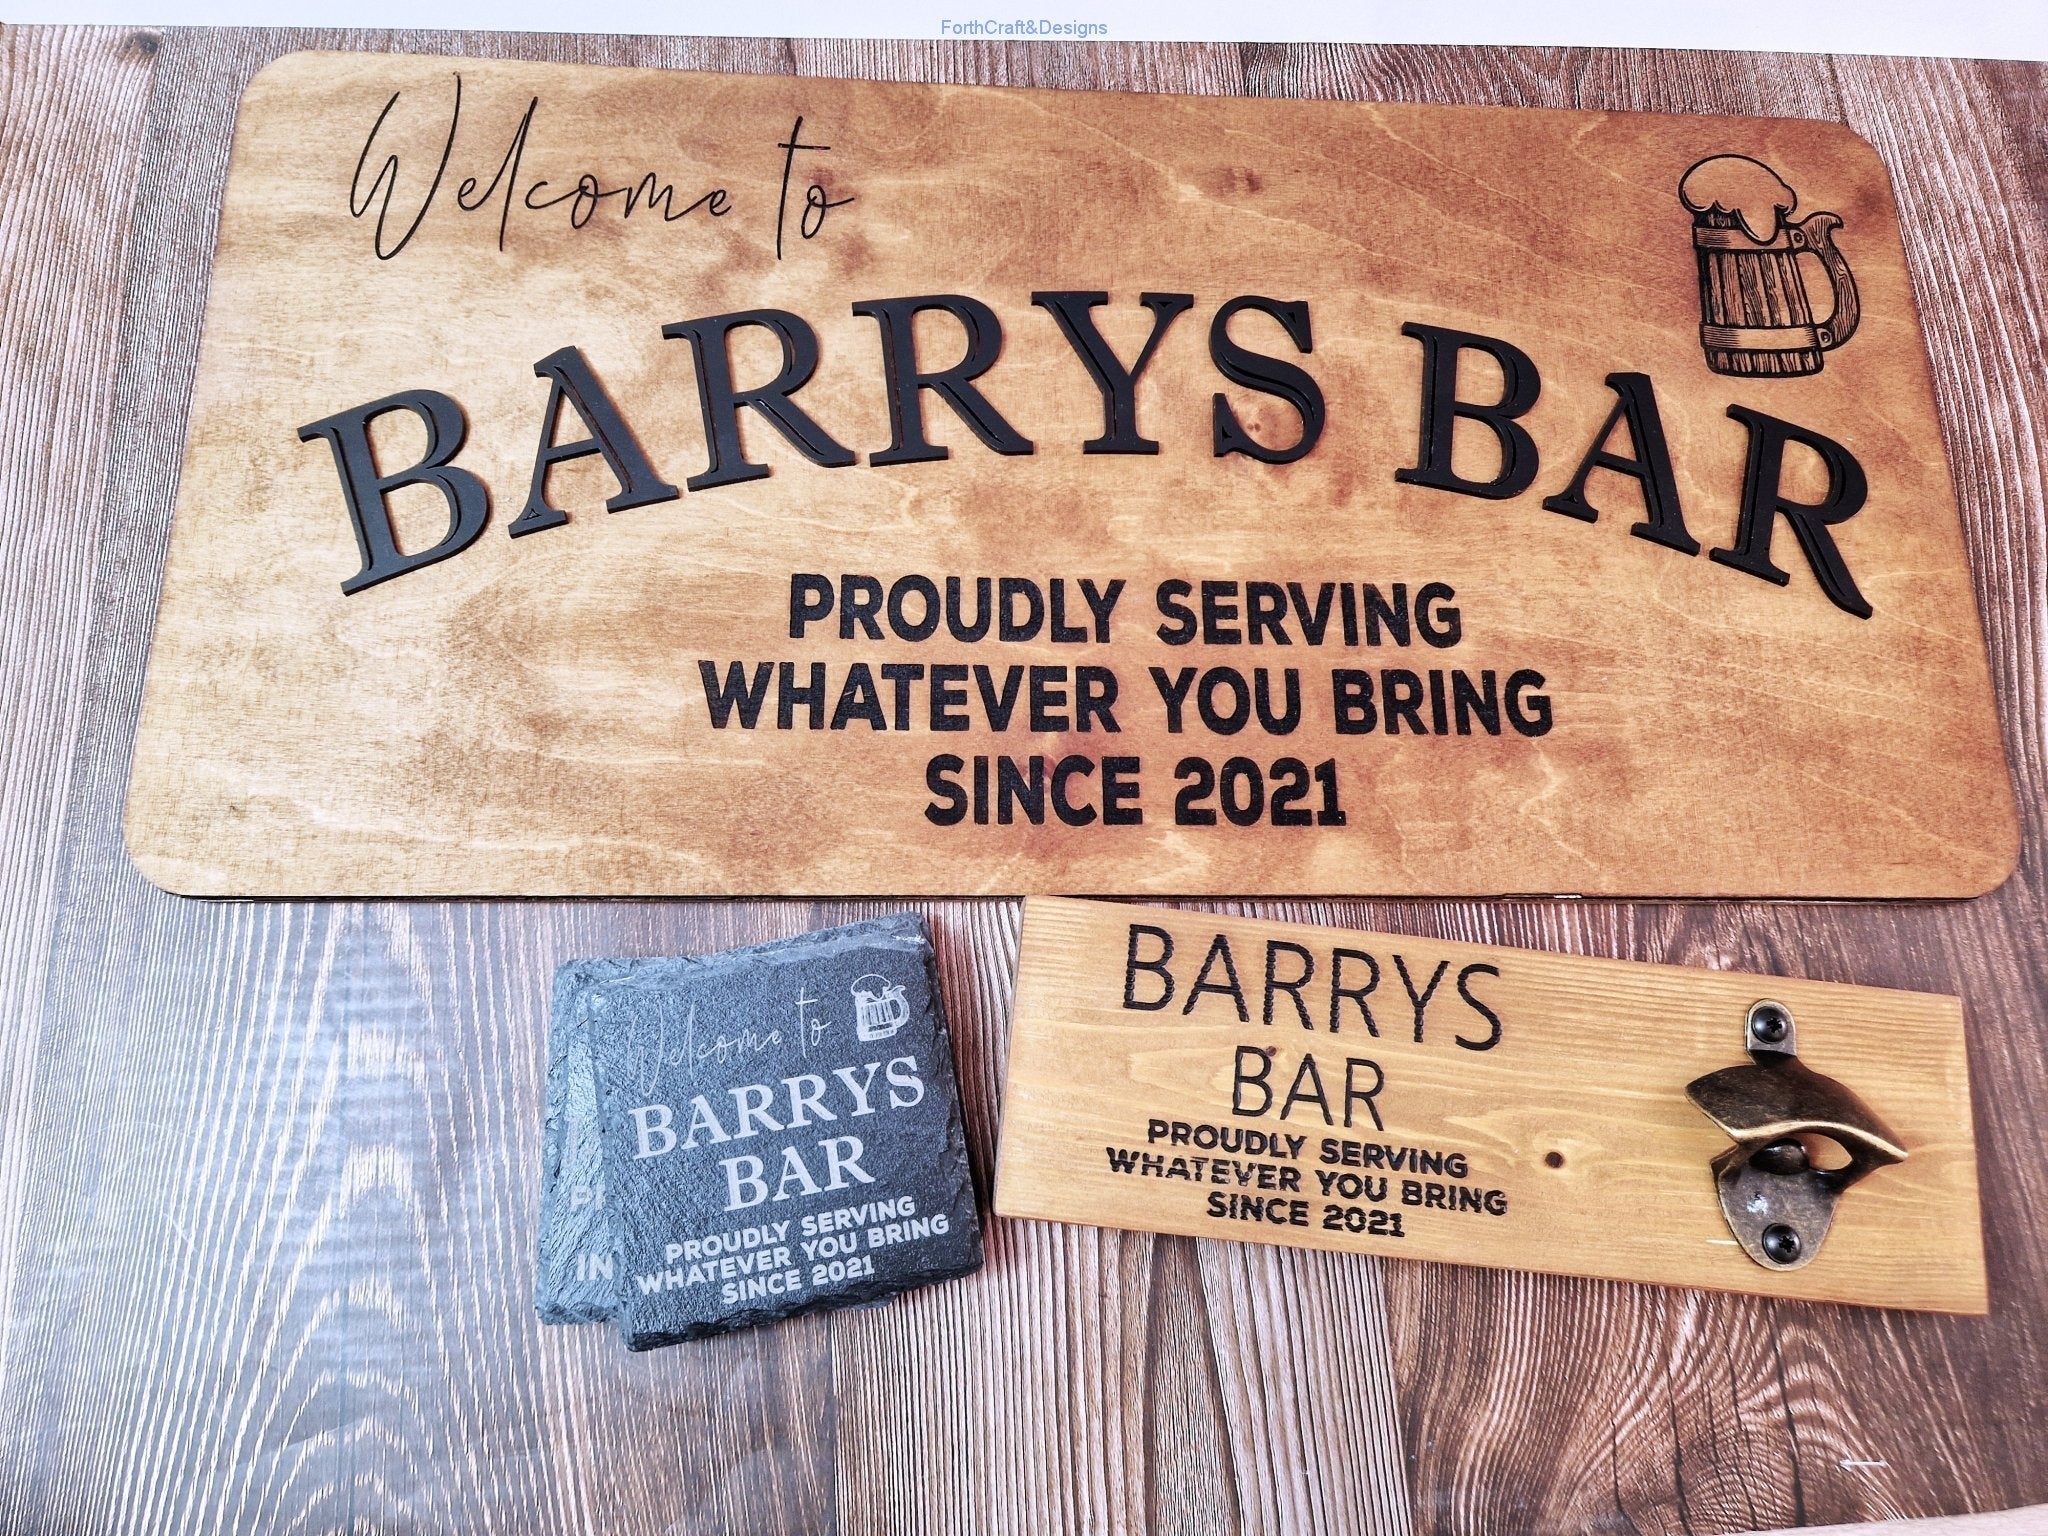 ForthCraft&Designs
Welcome to
BARRYS BAR
PROUDLY SERVING
WHATEVER YOU BRING
SINCE 2021
Welcome to
BARRYS
BAR
PROUDLY SERVING
WHATEVER YOU BRING
SINCE 2021
BARRYS
BAR
PROUDLY SERVING
WHATEVER YOU BRING
SINCE 2021